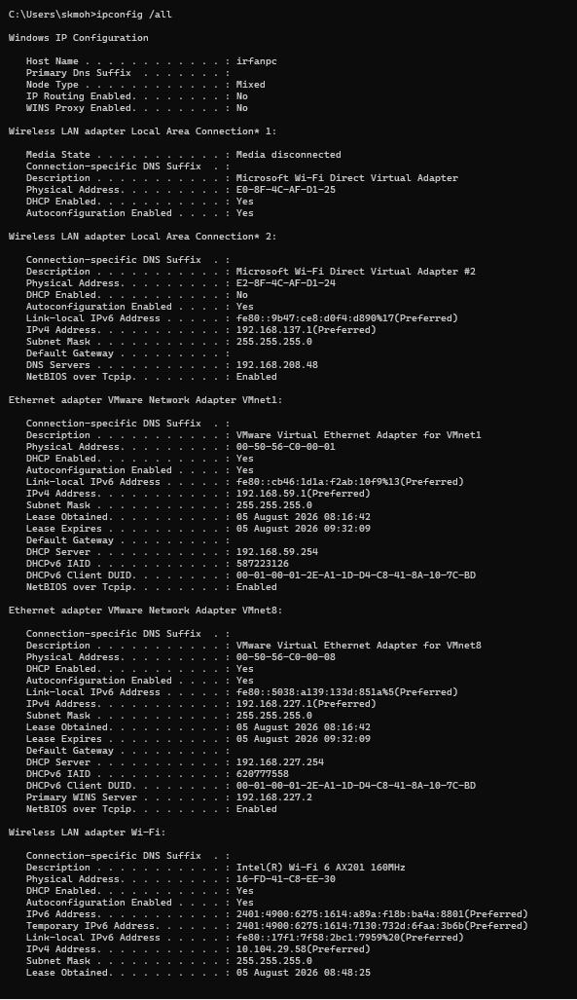 C:\Users\skmoh>ipconfig /all
Windows IP Configuration
Host Name . . . . . . . . . . . . : irfanpc
Primary Dns Suffix  . . . . . . . :
Node Type . . . . . . . . . . . . : Mixed
IP Routing Enabled. . . . . . . . : No
WINS Proxy Enabled. . . . . . . . : No
Wireless LAN adapter Local Area Connection* 1:
Media State . . . . . . . . . . . : Media disconnected
Connection-specific DNS Suffix  . :
Description . . . . . . . . . . . : Microsoft Wi-Fi Direct Virtual Adapter
Physical Address. . . . . . . . . : E0-8F-4C-AF-D1-25
DHCP Enabled. . . . . . . . . . . : Yes
Autoconfiguration Enabled . . . . : Yes
Wireless LAN adapter Local Area Connection* 2:
Connection-specific DNS Suffix  . :
Description . . . . . . . . . . . : Microsoft Wi-Fi Direct Virtual Adapter #2
Physical Address. . . . . . . . . : E2-8F-4C-AF-D1-24
DHCP Enabled. . . . . . . . . . . : No
Autoconfiguration Enabled . . . . : Yes
Link-local IPv6 Address . . . . . : fe80::9b47:ce8:d0f4:d890%17(Preferred)
IPv4 Address. . . . . . . . . . . : 192.168.137.1(Preferred)
Subnet Mask . . . . . . . . . . . : 255.255.255.0
Default Gateway . . . . . . . . . :
DNS Servers . . . . . . . . . . . : 192.168.208.48
NetBIOS over Tcpip. . . . . . . . : Enabled
Ethernet adapter VMware Network Adapter VMnet1:
Connection-specific DNS Suffix  . :
Description . . . . . . . . . . . : VMware Virtual Ethernet Adapter for VMnet1
Physical Address. . . . . . . . . : 00-50-56-C0-00-01
DHCP Enabled. . . . . . . . . . . : Yes
Autoconfiguration Enabled . . . . : Yes
Link-local IPv6 Address . . . . . : fe80::cb46:1d1a:f2ab:10f9%13(Preferred)
IPv4 Address. . . . . . . . . . . : 192.168.59.1(Preferred)
Subnet Mask . . . . . . . . . . . : 255.255.255.0
Lease Obtained. . . . . . . . . . : 05 August 2026 08:16:42
Lease Expires . . . . . . . . . . : 05 August 2026 09:32:09
Default Gateway . . . . . . . . . :
DHCP Server . . . . . . . . . . . : 192.168.59.254
DHCPv6 IAID . . . . . . . . . . . : 587223126
DHCPv6 Client DUID. . . . . . . . : 00-01-00-01-2E-A1-1D-D4-C8-41-8A-10-7C-BD
NetBIOS over Tcpip. . . . . . . . : Enabled
Ethernet adapter VMware Network Adapter VMnet8:
Connection-specific DNS Suffix  . :
Description . . . . . . . . . . . : VMware Virtual Ethernet Adapter for VMnet8
Physical Address. . . . . . . . . : 00-50-56-C0-00-08
DHCP Enabled. . . . . . . . . . . : Yes
Autoconfiguration Enabled . . . . : Yes
Link-local IPv6 Address . . . . . : fe80::5038:a139:133d:851a%5(Preferred)
IPv4 Address. . . . . . . . . . . : 192.168.227.1(Preferred)
Subnet Mask . . . . . . . . . . . : 255.255.255.0
Lease Obtained. . . . . . . . . . : 05 August 2026 08:16:42
Lease Expires . . . . . . . . . . : 05 August 2026 09:32:09
Default Gateway . . . . . . . . . :
DHCP Server . . . . . . . . . . . : 192.168.227.254
DHCPv6 IAID . . . . . . . . . . . : 620777558
DHCPv6 Client DUID. . . . . . . . : 00-01-00-01-2E-A1-1D-D4-C8-41-8A-10-7C-BD
Primary WINS Server . . . . . . . : 192.168.227.2
NetBIOS over Tcpip. . . . . . . . : Enabled
Wireless LAN adapter Wi-Fi:
Connection-specific DNS Suffix  . :
Description . . . . . . . . . . . : Intel(R) Wi-Fi 6 AX201 160MHz
Physical Address. . . . . . . . . : 16-FD-41-C8-EE-30
DHCP Enabled. . . . . . . . . . . : Yes
Autoconfiguration Enabled . . . . : Yes
IPv6 Address. . . . . . . . . . . : 2401:4900:6275:1614:a89a:f18b:ba4a:8801(Preferred)
Temporary IPv6 Address. . . . . . : 2401:4900:6275:1614:7130:732d:6faa:3b6b(Preferred)
Link-local IPv6 Address . . . . . : fe80::17f1:7f58:2bc1:7959%20(Preferred)
IPv4 Address. . . . . . . . . . . : 10.104.29.58(Preferred)
Subnet Mask . . . . . . . . . . . : 255.255.255.0
Lease Obtained. . . . . . . . . . : 05 August 2026 08:48:25